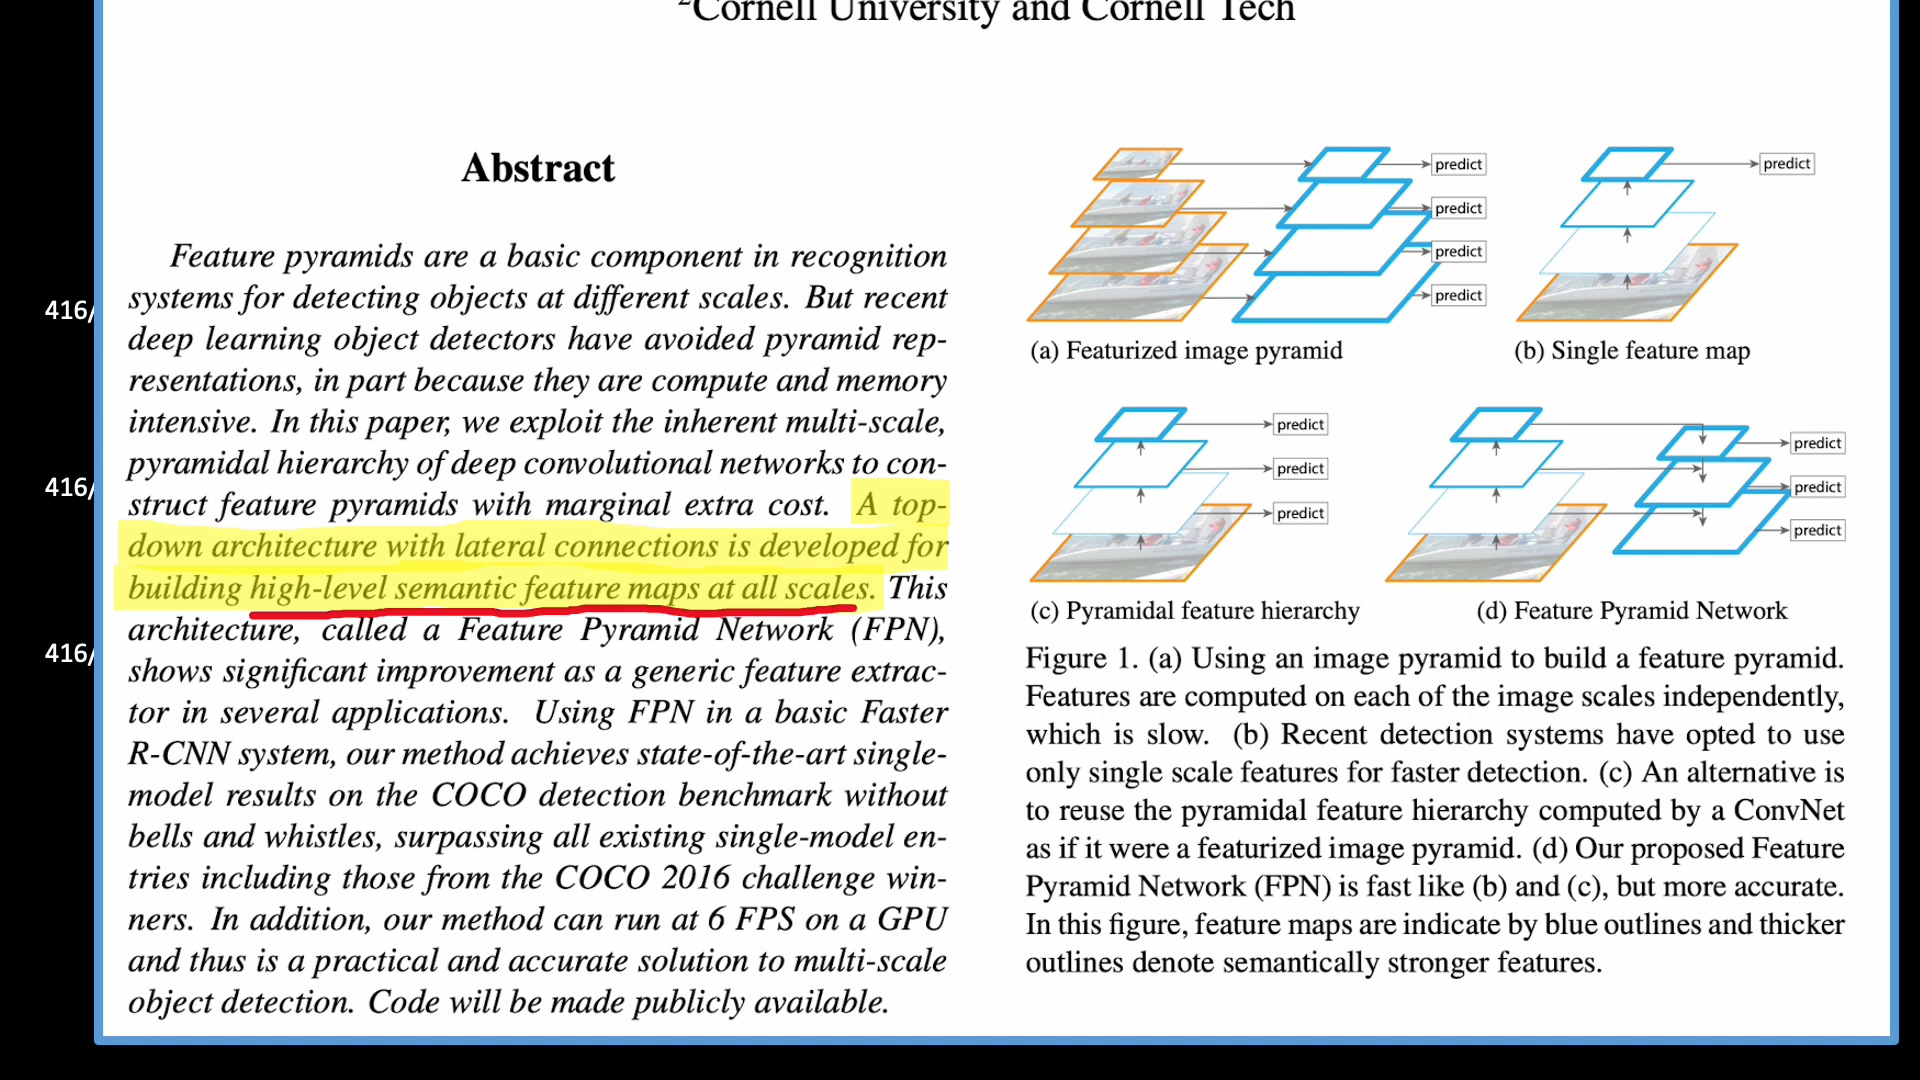 ²Cornell University and Cornell Tech
Abstract
Feature pyramids are a basic component in recognition
systems for detecting objects at different scales. But recent
deep learning object detectors have avoided pyramid rep-
resentations, in part because they are compute and memory
intensive. In this paper, we exploit the inherent multi-scale,
pyramidal hierarchy of deep convolutional networks to con-
struct feature pyramids with marginal extra cost. A top-
down architecture with lateral connections is developed for
building high-level semantic feature maps at all scales. This
architecture, called a Feature Pyramid Network (FPN),
shows significant improvement as a generic feature extrac-
tor in several applications. Using FPN in a basic Faster
R-CNN system, our method achieves state-of-the-art single-
model results on the COCO detection benchmark without
bells and whistles, surpassing all existing single-model en-
tries including those from the COCO 2016 challenge win-
ners. In addition, our method can run at 6 FPS on a GPU
and thus is a practical and accurate solution to multi-scale
object detection. Code will be made publicly available.
416/
416/
416/
predict
predict
predict
predict
(a) Featurized image pyramid
predict
(b) Single feature map
predict
predict
predict
(c) Pyramidal feature hierarchy
predict
predict
predict
(d) Feature Pyramid Network
Figure 1. (a) Using an image pyramid to build a feature pyramid.
Features are computed on each of the image scales independently,
which is slow. (b) Recent detection systems have opted to use
only single scale features for faster detection. (c) An alternative is
to reuse the pyramidal feature hierarchy computed by a ConvNet
as if it were a featurized image pyramid. (d) Our proposed Feature
Pyramid Network (FPN) is fast like (b) and (c), but more accurate.
In this figure, feature maps are indicate by blue outlines and thicker
outlines denote semantically stronger features.